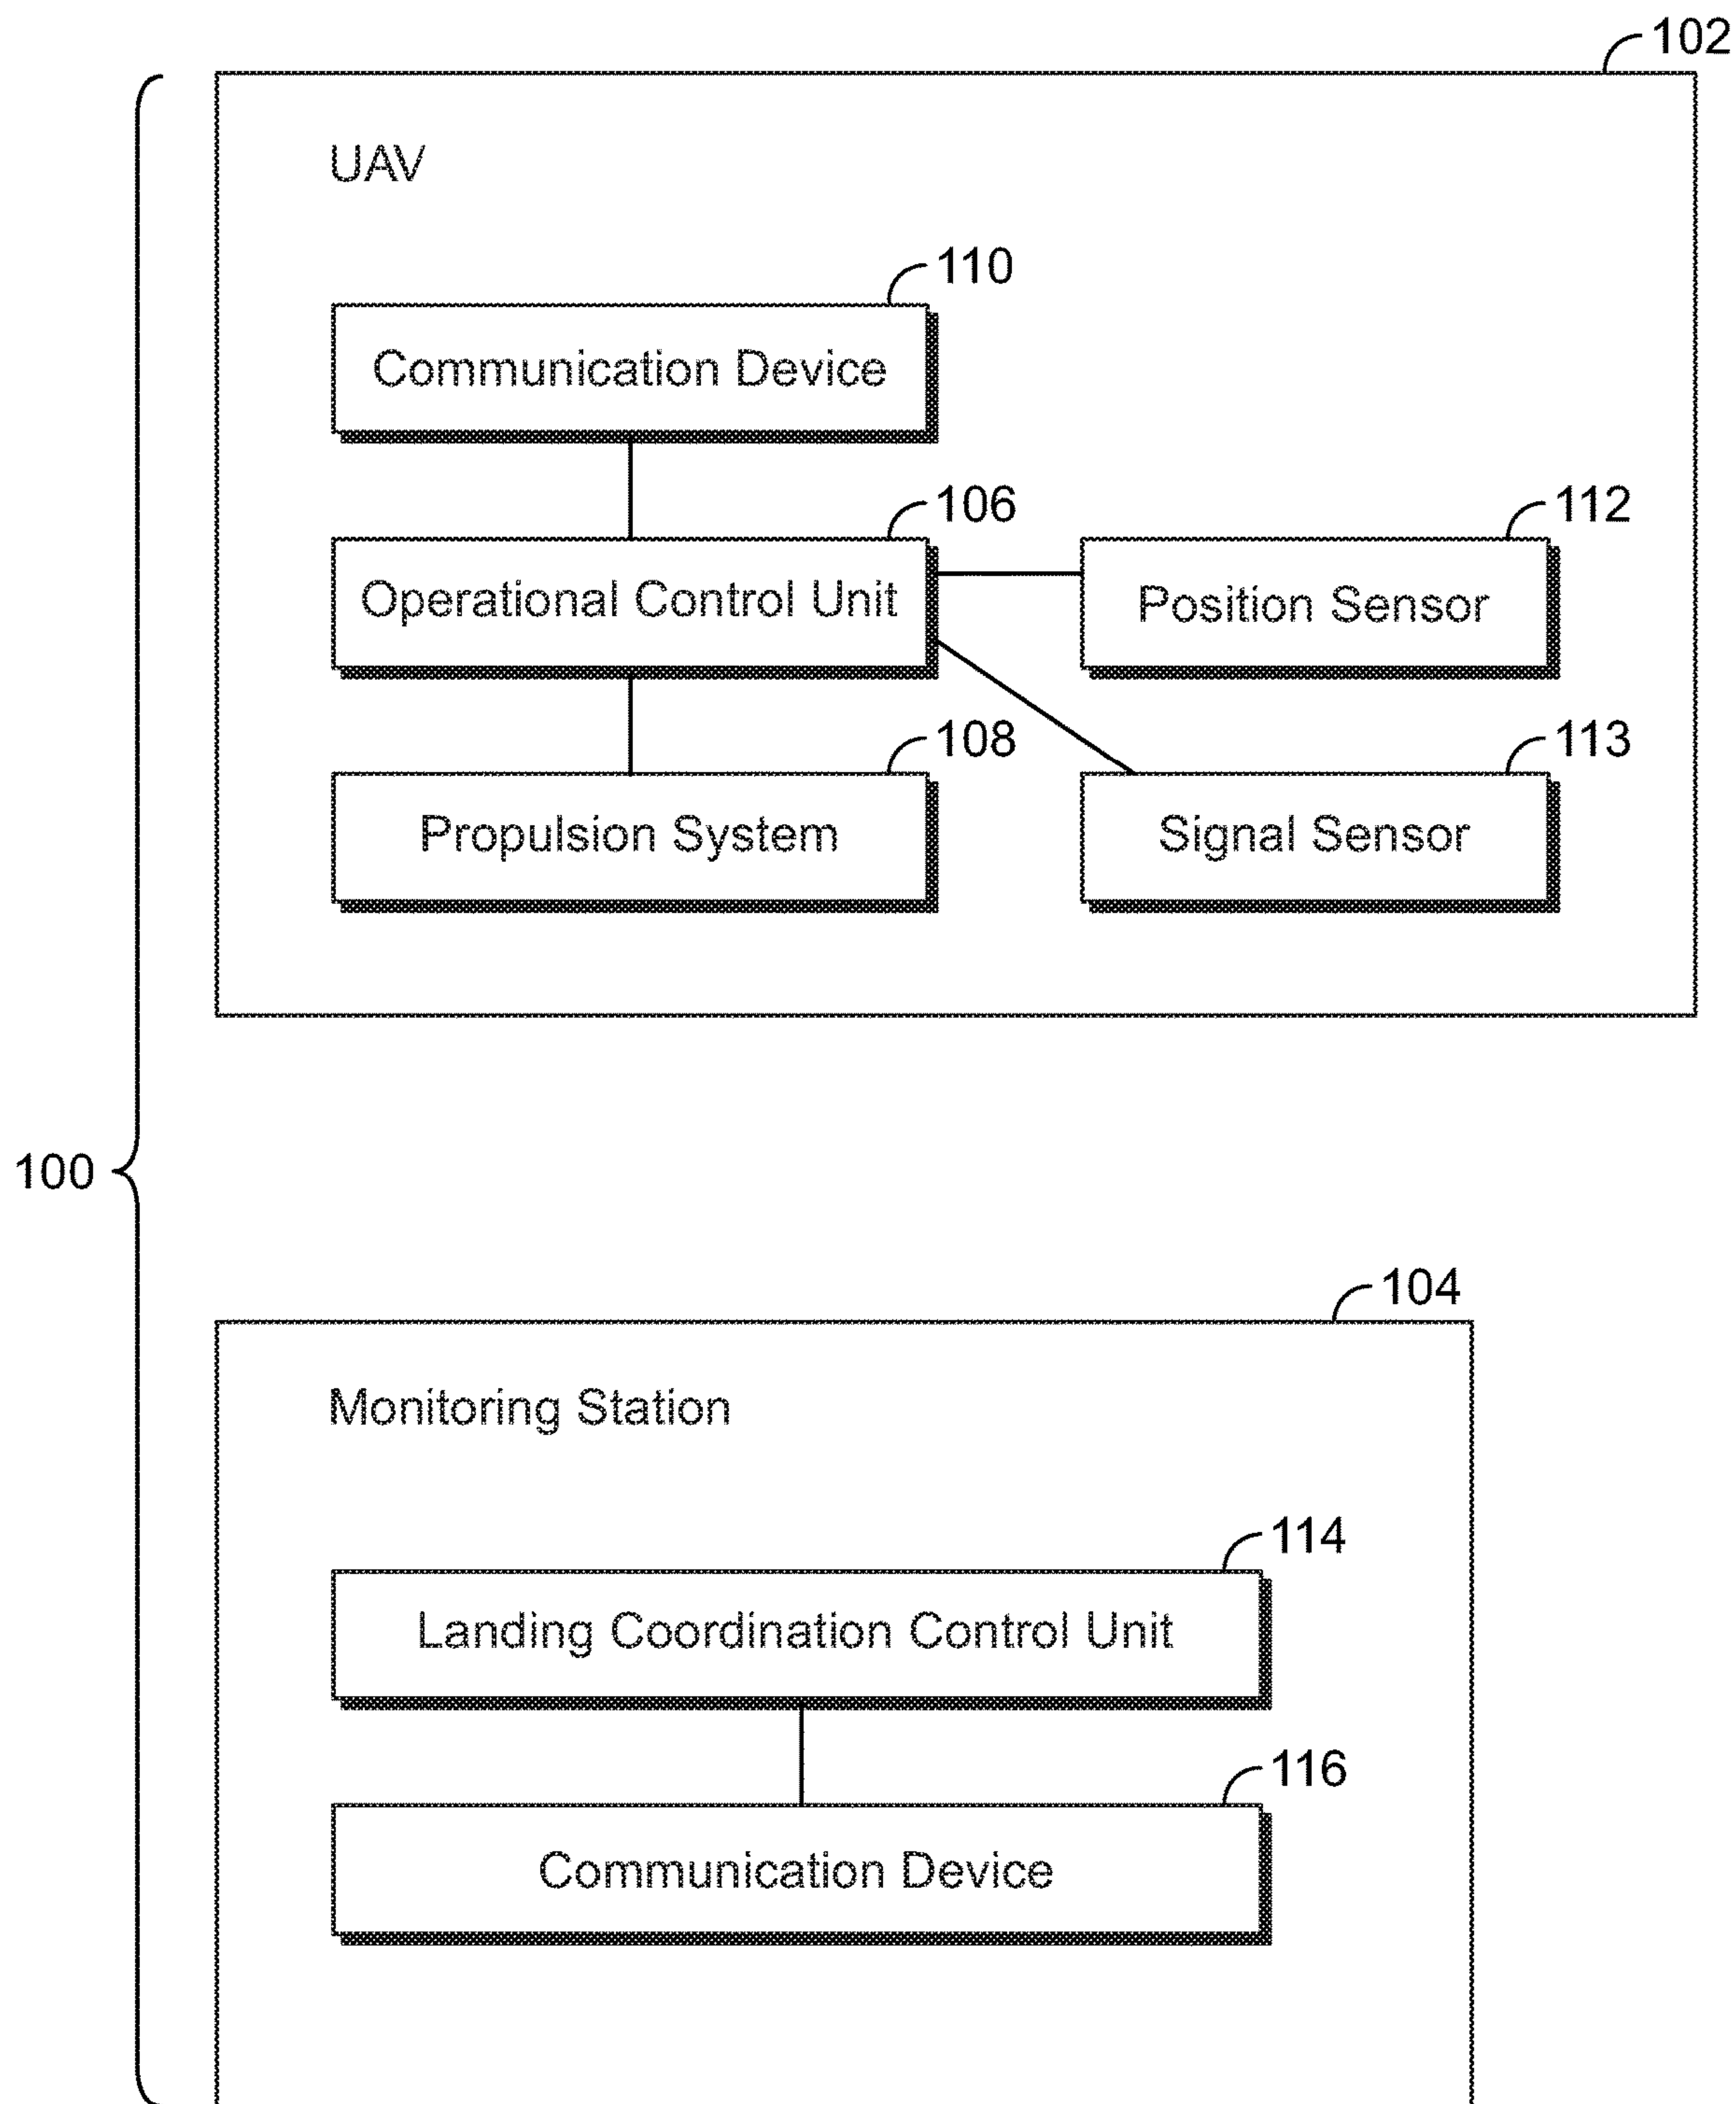 102
UAV
110
Communication Device
106
112
Operational Control Unit
Position Sensor
108
113
Propulsion System
Signal Sensor
100
104
Monitoring Station
114
Landing Coordination Control Unit
116
Communication Device